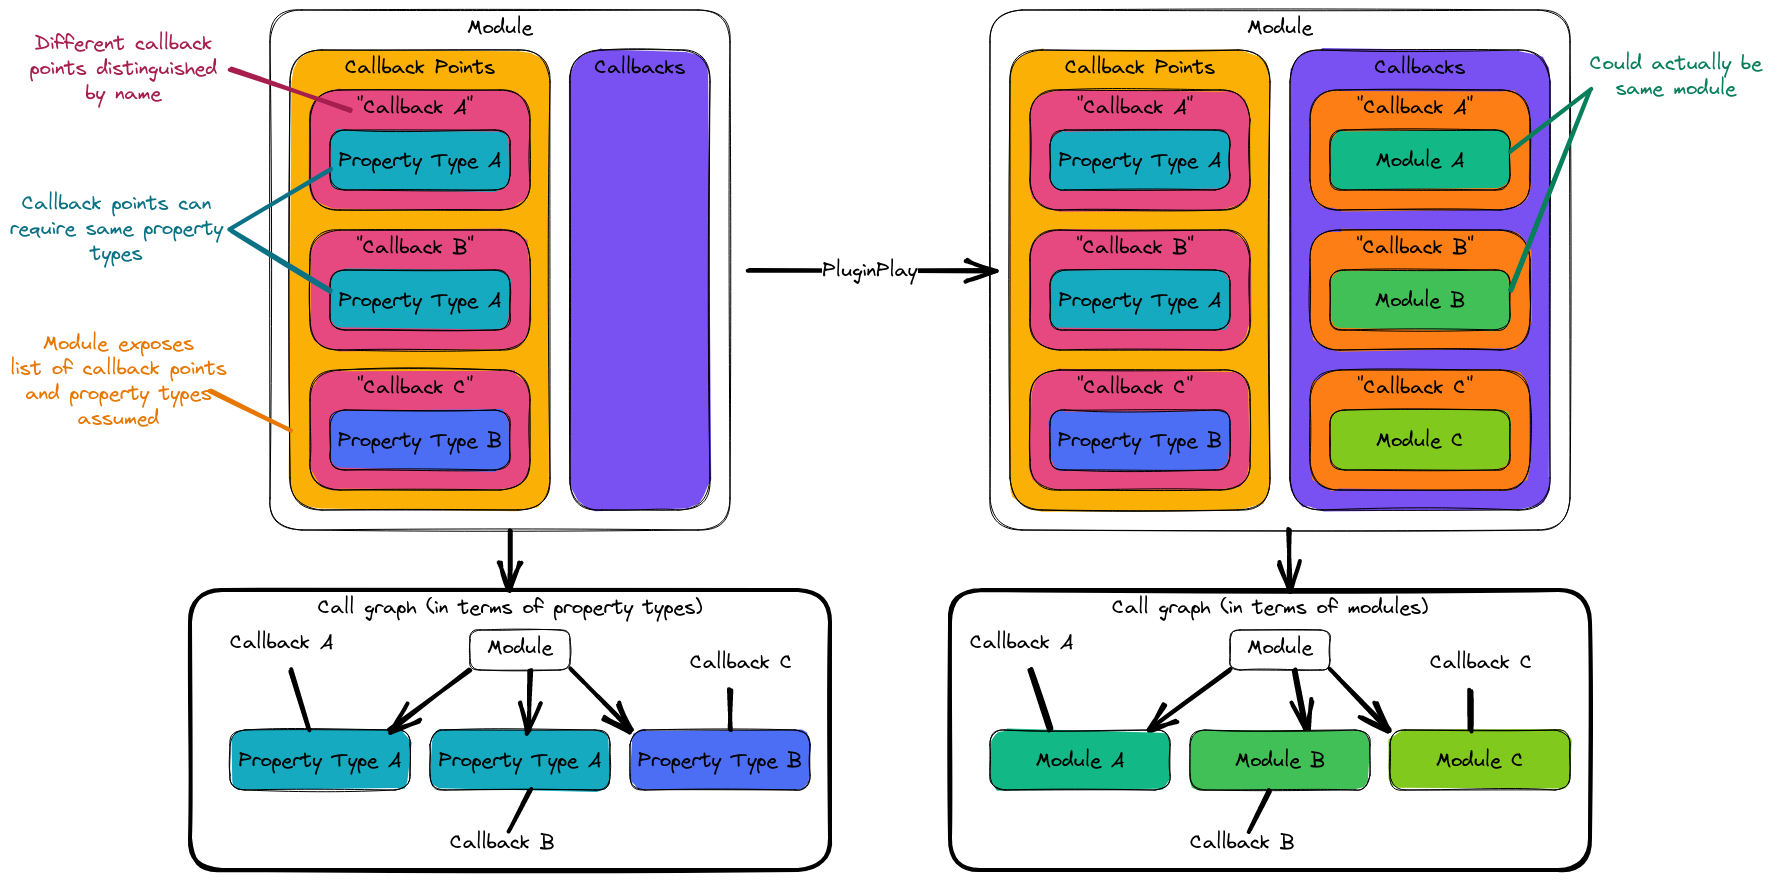 Different callback
points distinguished
by name
Callback points can
require same property
types
Module exposes
list of callback points
and property types
assumed
Module
Callback Points
"Callback A"
Property Type A
"Callback B"
Property Type A
"Callback C"
Property Type B
Callbacks
PluginPlay
Module
Callback Points
"Callback A"
Property Type A
"Callback B"
Property Type A
"Callback C"
Property Type B
Callbacks
"Callback A"
Module A
"Callback B"
Module B
"Callback C"
Module C
Could actually be
same module
Call graph (in terms of property types)
Callback A
Module
Callback C
Property Type A
Property Type A
Property Type B
Callback B
Call graph (in terms of modules)
Callback A
Module
Callback C
Module A
Module B
Module C
Callback B